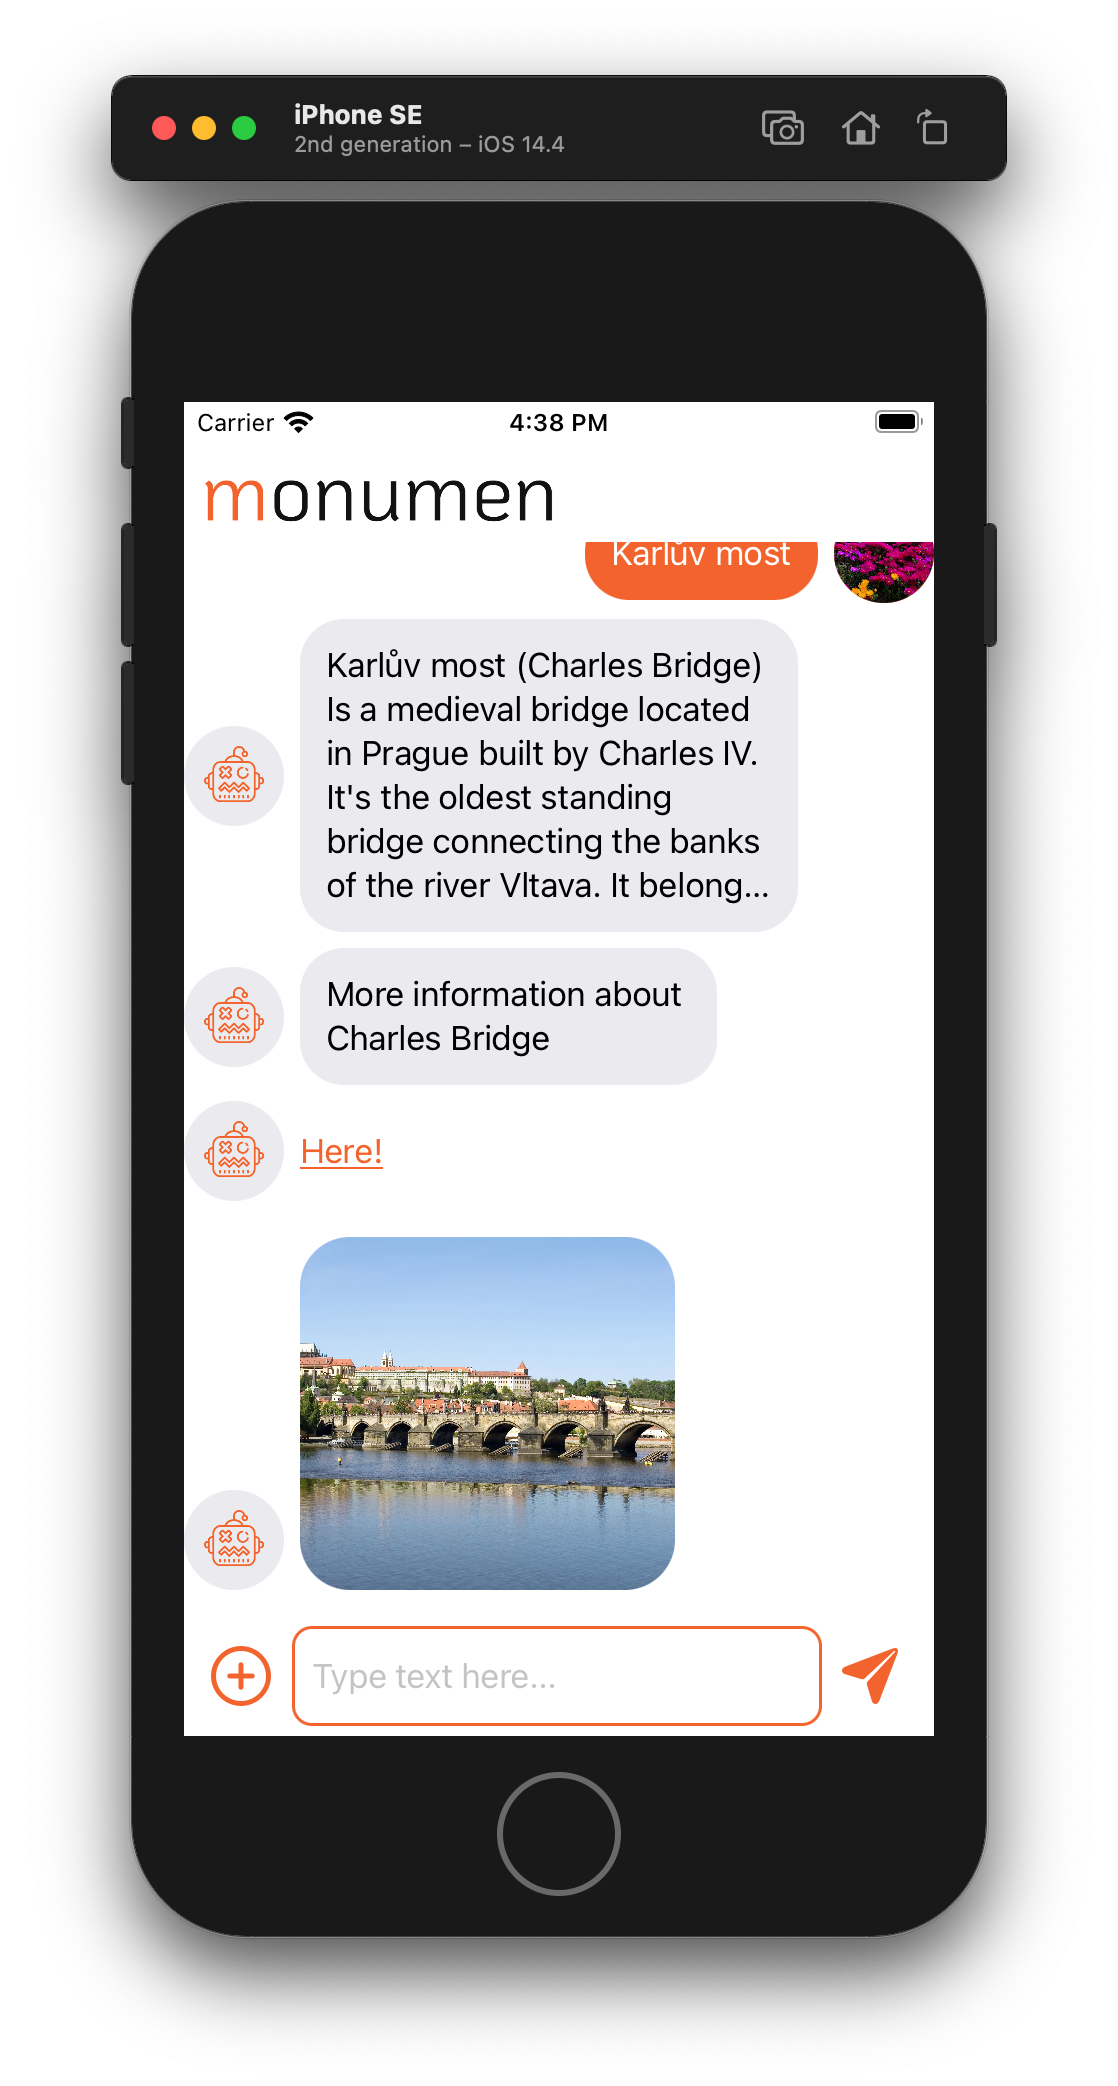 iPhone SE
2nd generation – iOS 14.4
Carrier 4:38 PM
monumen
Karlův most
Karlův most (Charles Bridge)
Is a medieval bridge located
in Prague built by Charles IV.
It's the oldest standing
bridge connecting the banks
of the river Vltava. It belong...
More information about
Charles Bridge
Here!
Type text here...